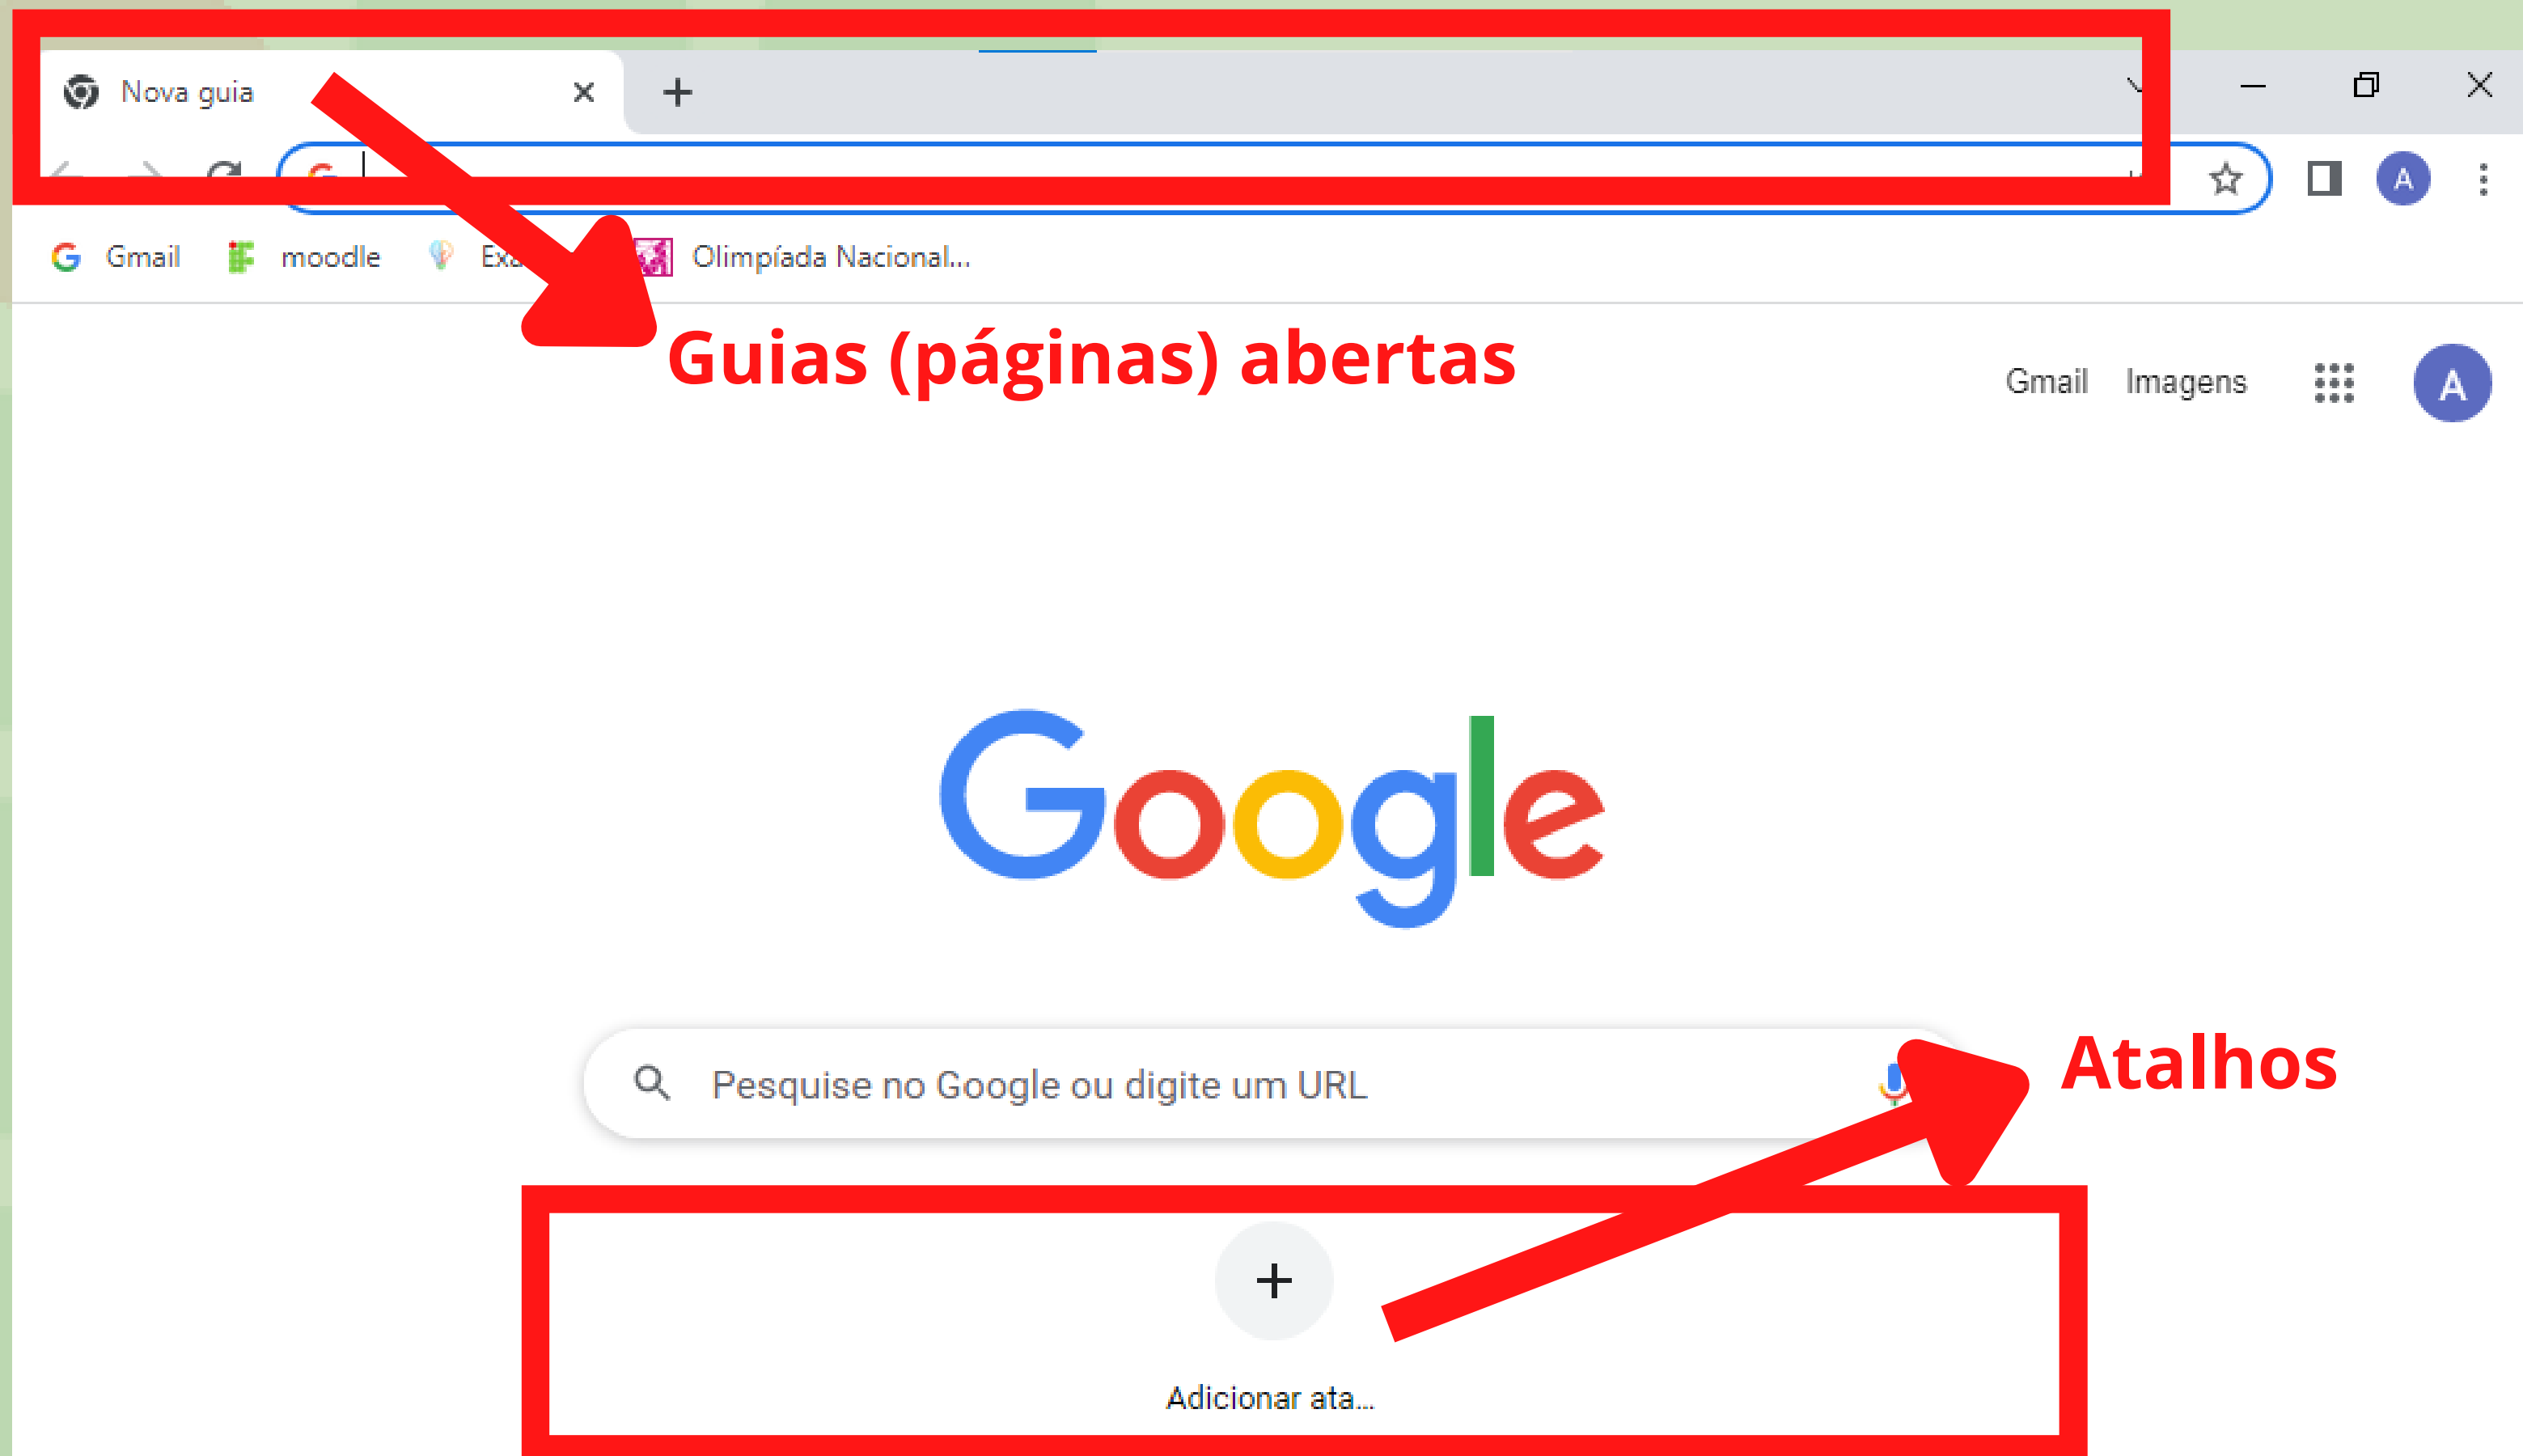 Nova guia
Gmail moodle Olimpíada Nacional...
Guias (páginas) abertas
Gmail Imagens
A
A
Google
Atalhos
Pesquise no Google ou digite um URL
Adicionar ata...